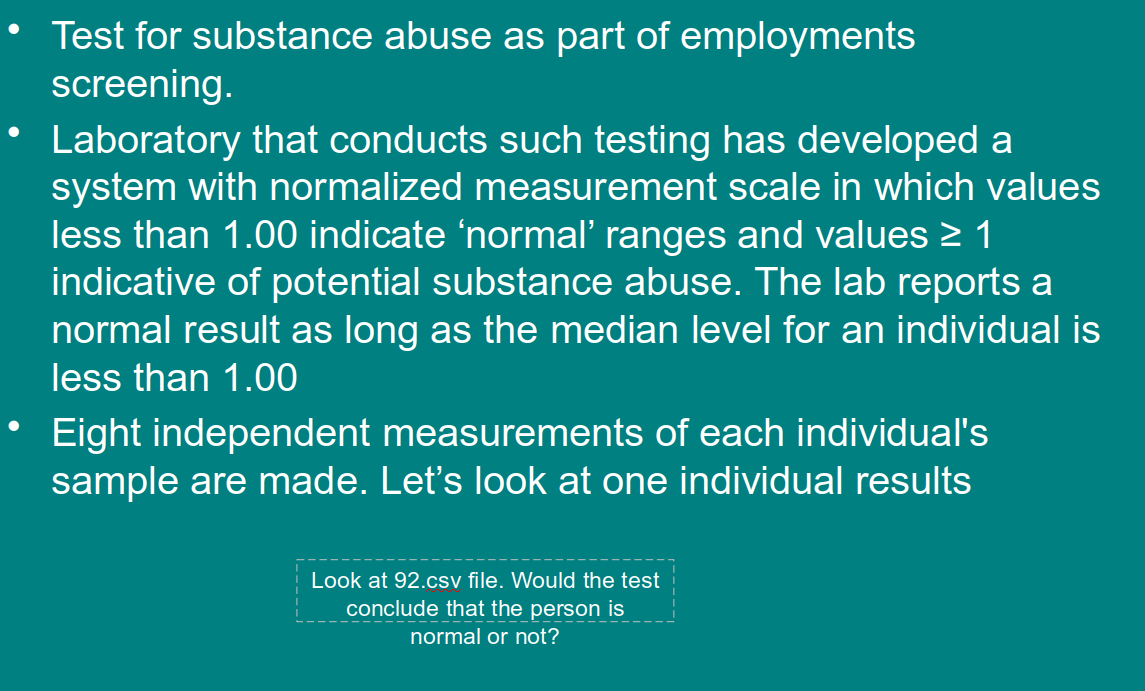 • Test for substance abuse as part of employments
screening.
• Laboratory that conducts such testing has developed a
system with normalized measurement scale in which values
less than 1.00 indicate ‘normal’ ranges and values ≥ 1
indicative of potential substance abuse. The lab reports a
normal result as long as the median level for an individual is
less than 1.00
• Eight independent measurements of each individual's
sample are made. Let’s look at one individual results
Look at 92.csv file. Would the test
conclude that the person is
normal or not?